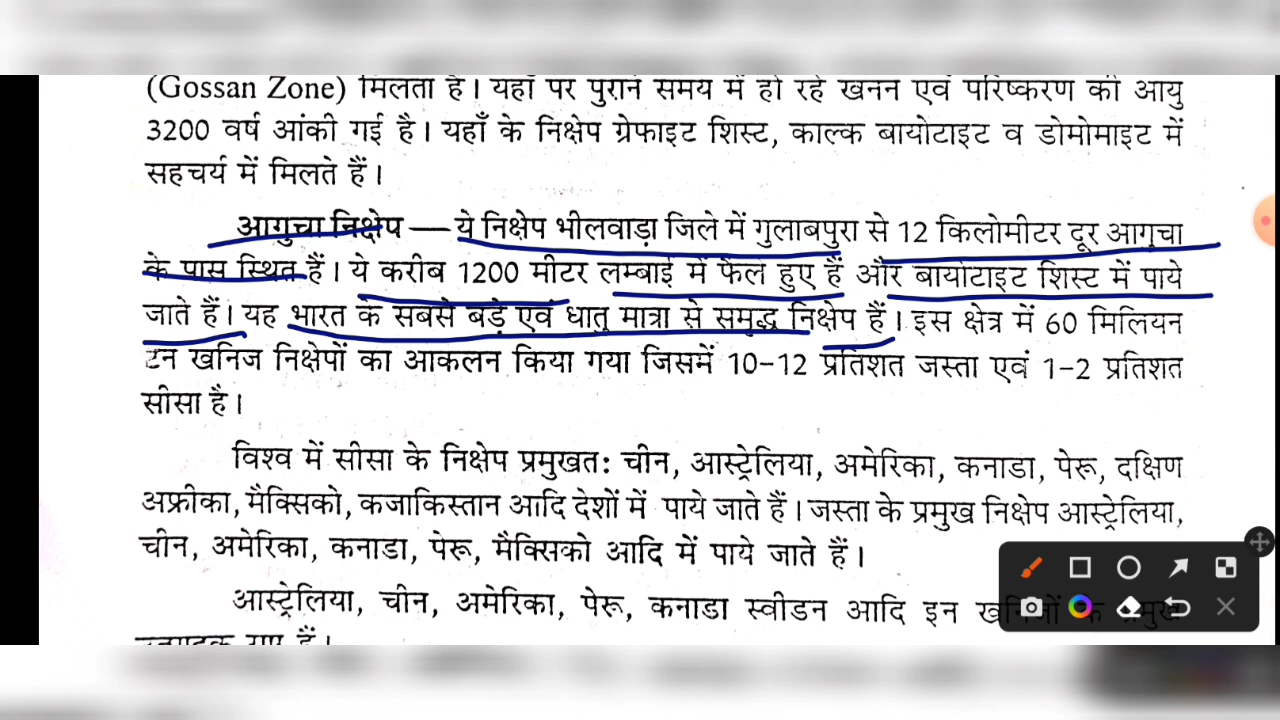 (Gossan Zone) मिलता है। यहाँ पर पुराने समय में हो रहे खनन एवं परिष्करण की आयु
3200 वर्ष आंकी गई है। यहाँ के निक्षेप ग्रेफाइट शिस्ट, काल्क बायोटाइट व डोमोमाइट में
सहचर्य में मिलते हैं।
आगुचा निक्षेप — ये निक्षेप भीलवाड़ा जिले में गुलाबपुरा से 12 किलोमीटर दूर आगुचा
के पास स्थित हैं। ये करीब 1200 मीटर लम्बाई में फैले हुए हैं और बायोटाइट शिस्ट में पाये
जाते हैं। यह भारत के सबसे बड़े एवं धातु मात्रा से समृद्ध निक्षेप हैं। इस क्षेत्र में 60 मिलियन
टन खनिज निक्षेपों का आकलन किया गया जिसमें 10–12 प्रतिशत जस्ता एवं 1–2 प्रतिशत
सीसा है।
विश्व में सीसा के निक्षेप प्रमुखत: चीन, आस्ट्रेलिया, अमेरिका, कनाडा, पेरू, दक्षिण
अफ्रीका, मैक्सिको, कजाकिस्तान आदि देशों में पाये जाते हैं। जस्ता के प्रमुख निक्षेप आस्ट्रेलिया,
चीन, अमेरिका, कनाडा, पेरू, मैक्सिको आदि में पाये जाते हैं।
आस्ट्रेलिया, चीन, अमेरिका, पेरू, कनाडा स्वीडन आदि इन